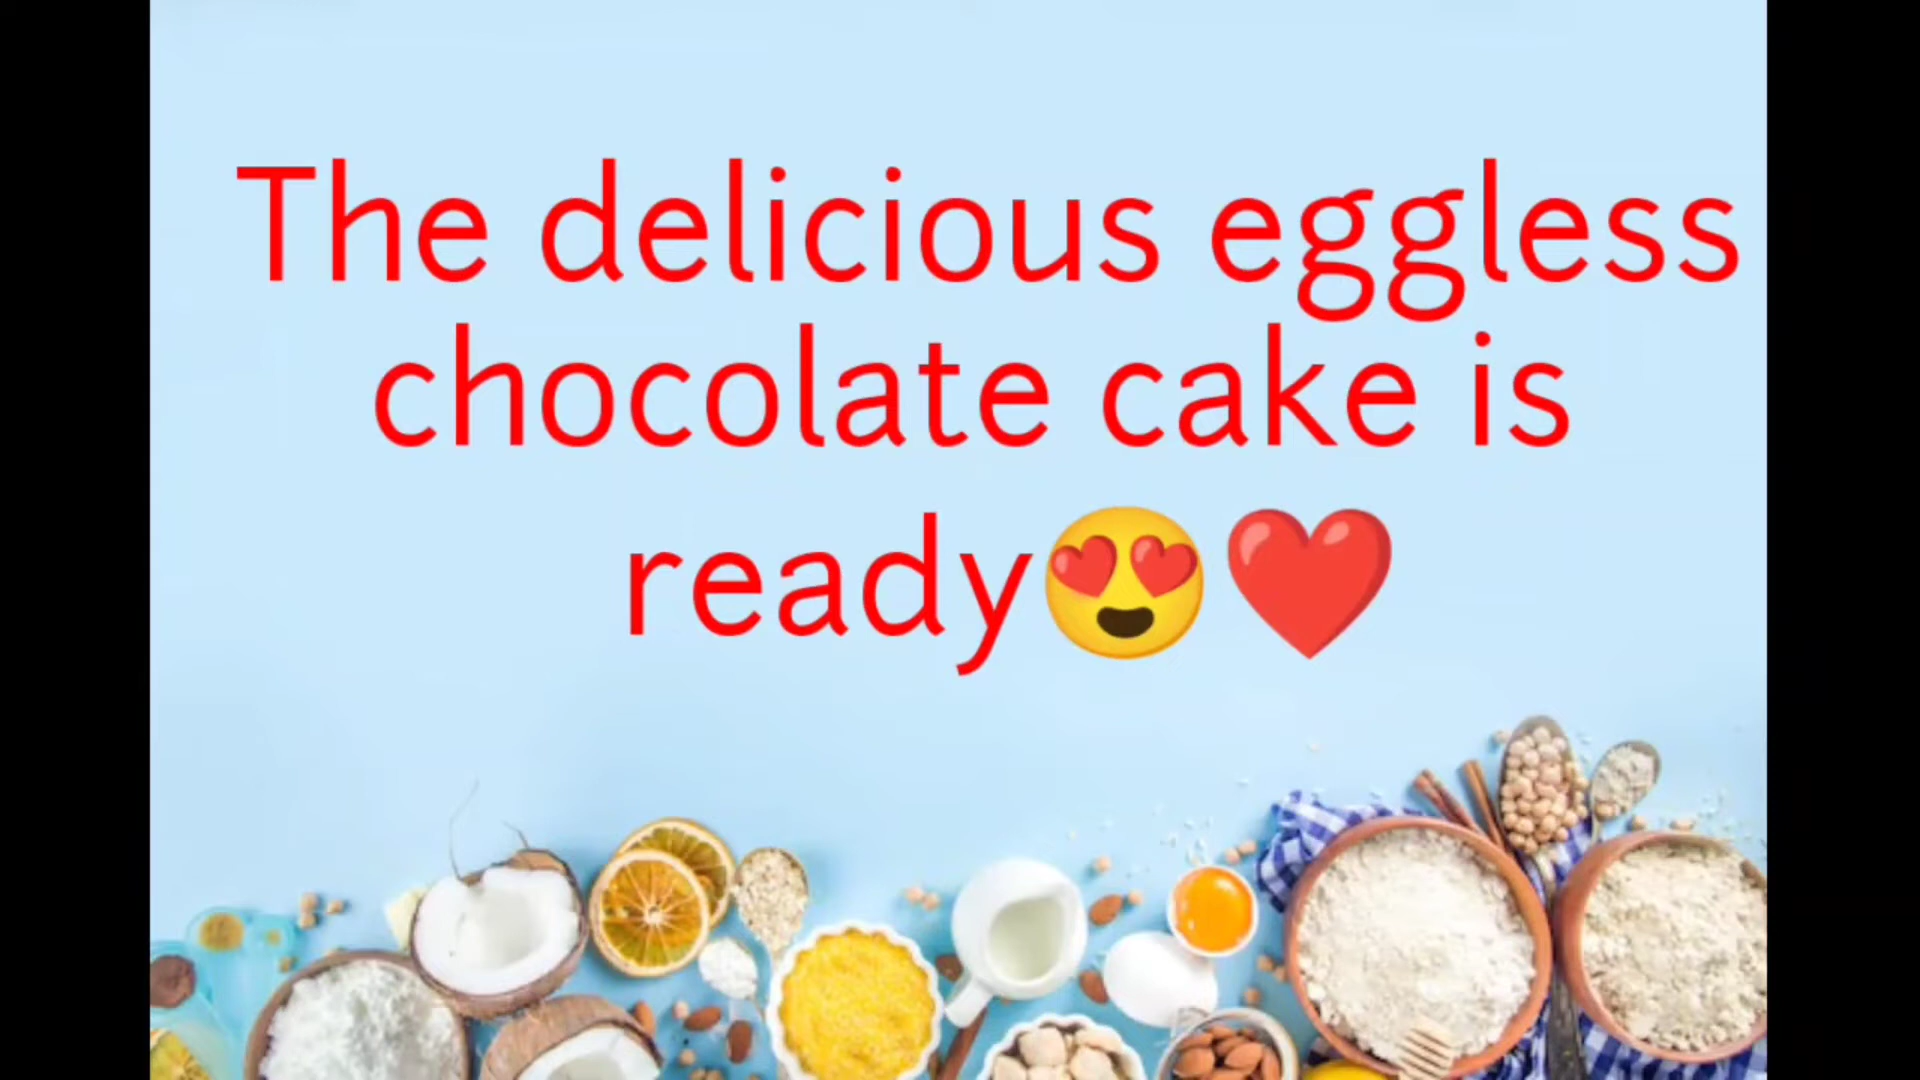 The delicious eggless
chocolate cake is
ready😍❤️